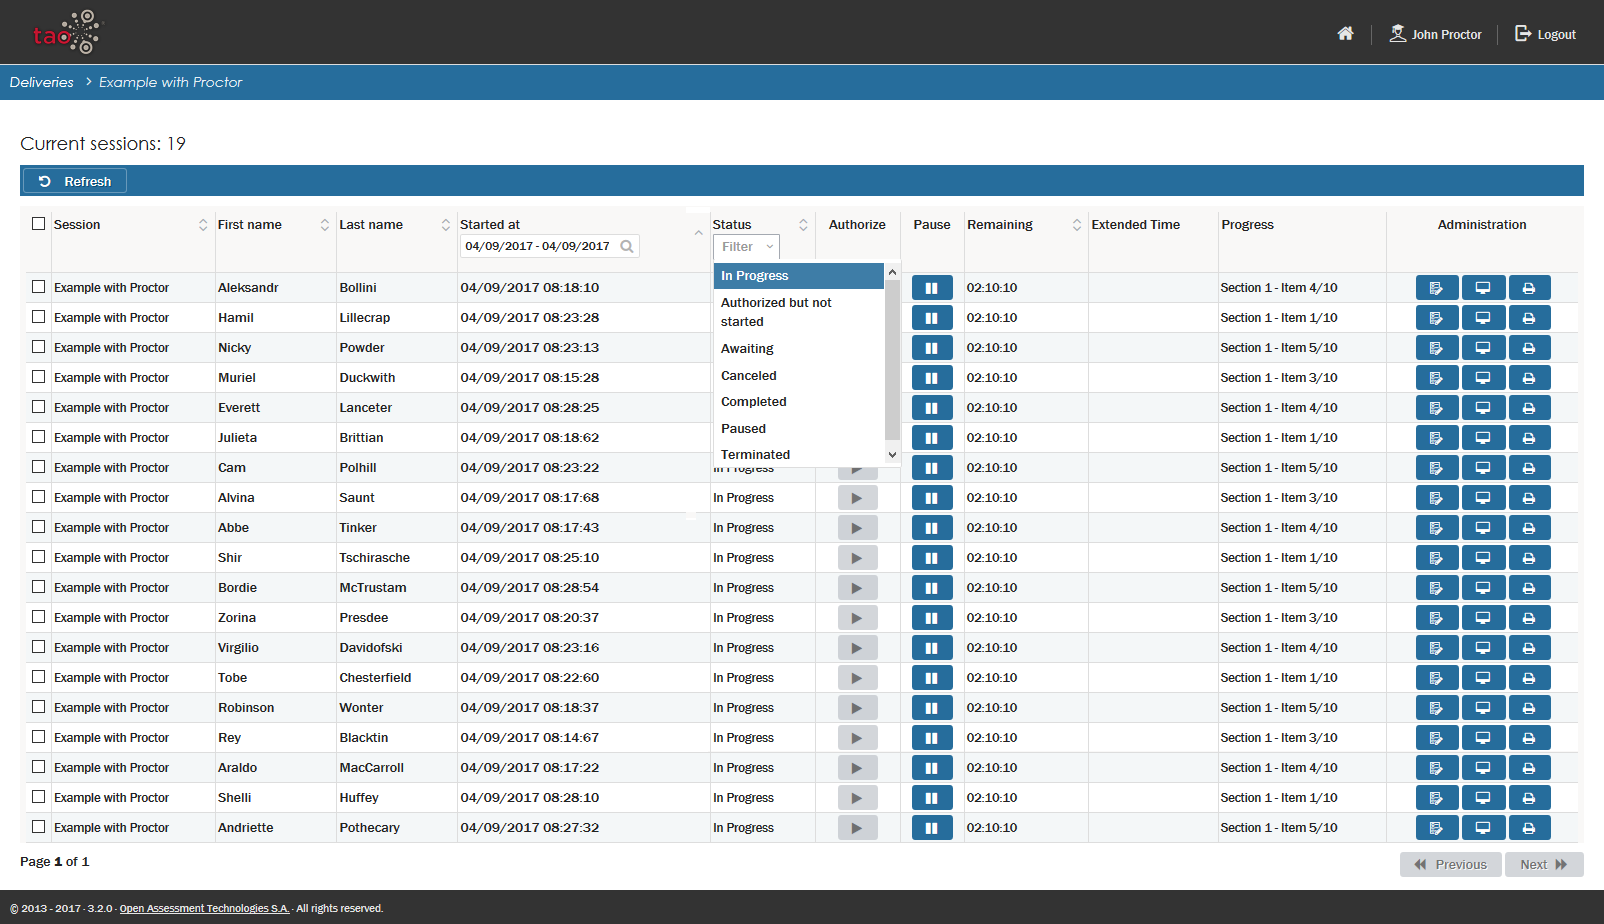 tao
John Proctor
Logout
Deliveries > Example with Proctor
Current sessions: 19
Refresh
Session First name Last name Started at Status Authorize Pause Remaining Extended Time Progress Administration
04/09/2017 - 04/09/2017 Filter
In Progress
Authorized but not
started
Awaiting
Canceled
Completed
Paused
Terminated
Example with Proctor Aleksandr Bollini 04/09/2017 08:18:10 02:10:10 Section 1 - Item 4/10
Example with Proctor Hamil Lillecrap 04/09/2017 08:23:28 02:10:10 Section 1 - Item 1/10
Example with Proctor Nicky Powder 04/09/2017 08:23:13 02:10:10 Section 1 - Item 5/10
Example with Proctor Muriel Duckwith 04/09/2017 08:15:28 02:10:10 Section 1 - Item 3/10
Example with Proctor Everett Lanceter 04/09/2017 08:28:25 02:10:10 Section 1 - Item 4/10
Example with Proctor Julieta Brittian 04/09/2017 08:18:62 02:10:10 Section 1 - Item 1/10
Example with Proctor Cam Polhill 04/09/2017 08:23:22 In Progress 02:10:10 Section 1 - Item 5/10
Example with Proctor Alvina Saunt 04/09/2017 08:17:68 In Progress 02:10:10 Section 1 - Item 3/10
Example with Proctor Abbe Tinker 04/09/2017 08:17:43 In Progress 02:10:10 Section 1 - Item 4/10
Example with Proctor Shir Tschirasche 04/09/2017 08:25:10 In Progress 02:10:10 Section 1 - Item 1/10
Example with Proctor Bordie McTrustam 04/09/2017 08:28:54 In Progress 02:10:10 Section 1 - Item 5/10
Example with Proctor Zorina Presdee 04/09/2017 08:20:37 In Progress 02:10:10 Section 1 - Item 3/10
Example with Proctor Virgilio Davidofski 04/09/2017 08:23:16 In Progress 02:10:10 Section 1 - Item 4/10
Example with Proctor Tobe Chesterfield 04/09/2017 08:22:60 In Progress 02:10:10 Section 1 - Item 1/10
Example with Proctor Robinson Wonter 04/09/2017 08:18:37 In Progress 02:10:10 Section 1 - Item 5/10
Example with Proctor Rey Blacktin 04/09/2017 08:14:67 In Progress 02:10:10 Section 1 - Item 3/10
Example with Proctor Araldo MacCarroll 04/09/2017 08:17:22 In Progress 02:10:10 Section 1 - Item 4/10
Example with Proctor Shelli Huffey 04/09/2017 08:28:10 In Progress 02:10:10 Section 1 - Item 1/10
Example with Proctor Andriette Pothecary 04/09/2017 08:27:32 In Progress 02:10:10 Section 1 - Item 5/10
Page 1 of 1
Previous
Next
© 2013 - 2017 · 3.2.0 · Open Assessment Technologies S.A. · All rights reserved.